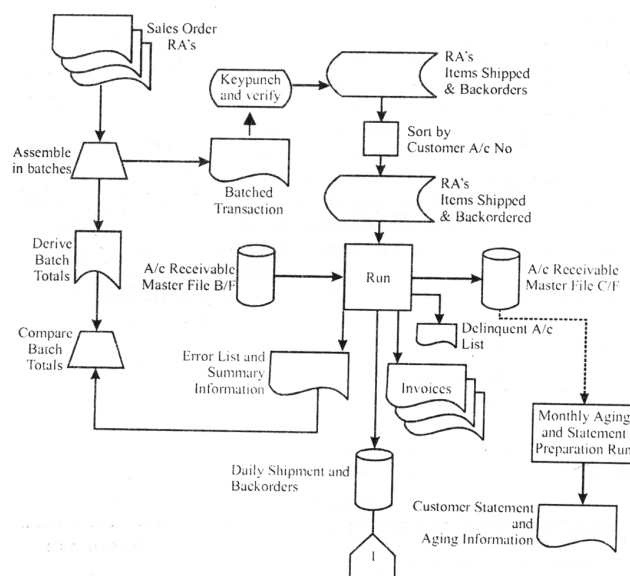 Sales Order
RA's
Keypunch
and verify
RA's
Items Shipped
& Backorders
Assemble
in batches
Batched
Transaction
Sort by
Customer A/c No
RA's
Items Shipped
& Backordered
Derive
Batch
Totals
A/c Receivable
Master File B/F
Run
A/c Receivable
Master File C/F
Compare
Batch
Totals
Delinquent A/c
List
Error List and
Summary
Information
Invoices
Monthly Aging
and Statement
Preparation Run
Daily Shipment and
Backorders
Customer Statement
and
Aging Information
1